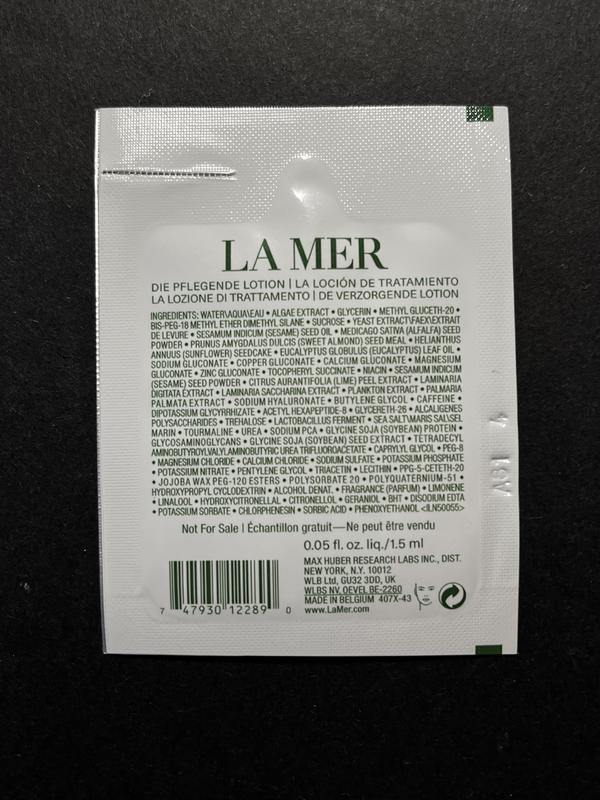 LA MER
DIE PFLEGENDE LOTION | LA LOCIÓN DE TRATAMIENTO
LA LOZIONE DI TRATTAMENTO | DE VERZORGENDE LOTION
INGREDIENTS: WATER\AQUA\EAU • ALGAE EXTRACT • GLYCERIN • METHYL GLUCETH-20 •
BIS-PEG-18 METHYL ETHER DIMETHYL SILANE • SUCROSE • YEAST EXTRACT\FAEX\EXTRAIT
DE LEVURE • SESAMUM INDICUM (SESAME) SEED OIL • MEDICAGO SATIVA (ALFALFA) SEED
POWDER • PRUNUS AMYGDALUS DULCIS (SWEET ALMOND) SEED MEAL • HELIANTHUS
ANNUUS (SUNFLOWER) SEEDCAKE • EUCALYPTUS GLOBULUS (EUCALYPTUS) LEAF OIL •
SODIUM GLUCONATE • COPPER GLUCONATE • CALCIUM GLUCONATE • MAGNESIUM
GLUCONATE • ZINC GLUCONATE • TOCOPHERYL SUCCINATE • NIACIN • SESAMUM INDICUM
(SESAME) SEED POWDER • CITRUS AURANTIFOLIA (LIME) PEEL EXTRACT • LAMINARIA
DIGITATA EXTRACT • LAMINARIA SACCHARINA EXTRACT • PLANKTON EXTRACT • PALMARIA
PALMATA EXTRACT • SODIUM HYALURONATE • BUTYLENE GLYCOL • CAFFEINE •
DIPOTASSIUM GLYCYRRHIZATE • ACETYL HEXAPEPTIDE-8 • GLYCERETH-26 • ALCALIGENES
POLYSACCHARIDES • TREHALOSE • LACTOBACILLUS FERMENT • SEA SALT\MARIS SAL\SEL
MARIN • TOURMALINE • UREA • SODIUM PCA • GLYCINE SOJA (SOYBEAN) PROTEIN •
GLYCOSAMINOGLYCANS • GLYCINE SOJA (SOYBEAN) SEED EXTRACT • TETRADECYL
AMINOBUTYROYLVALYLAMINOBUTYRIC UREA TRIFLUOROACETATE • CAPRYLYL GLYCOL • PEG-8
• MAGNESIUM CHLORIDE • CALCIUM CHLORIDE • SODIUM SULFATE • POTASSIUM PHOSPHATE
• POTASSIUM NITRATE • PENTYLENE GLYCOL • TRIACETIN • LECITHIN • PPG-5-CETETH-20
• JOJOBA WAX PEG-120 ESTERS • POLYSORBATE 20 • POLYQUATERNIUM-51 •
HYDROXYPROPYL CYCLODEXTRIN • ALCOHOL DENAT. • FRAGRANCE (PARFUM) • LIMONENE
• LINALOOL • HYDROXYCITRONELLAL • CITRONELLOL • GERANIOL • BHT • DISODIUM EDTA
• POTASSIUM SORBATE • CHLORPHENESIN • SORBIC ACID • PHENOXYETHANOL <ILN50055>
Not For Sale | Échantillon gratuit—Ne peut être vendu
0.05 fl. oz. liq./1.5 ml
MAX HUBER RESEARCH LABS INC., DIST.
NEW YORK, N.Y. 10012
WLB Ltd, GU32 3DD, UK
WLBS NV, OEVEL BE-2260
MADE IN BELGIUM 407X-43
www.LaMer.com
7 47930 12289 0